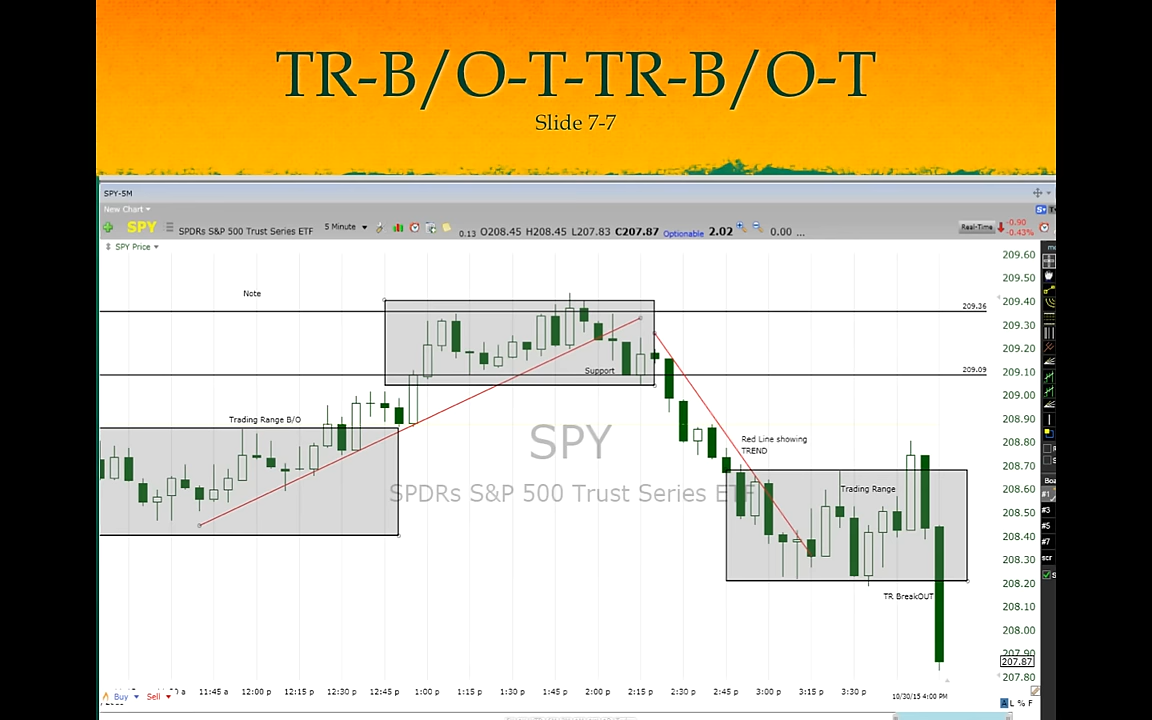 TR-B/O-T-TR-B/O-T
Slide 7-7
SPY-5M
New Chart
SPY SPDRs S&P 500 Trust Series ETF 5 Minute 0.13 O208.45 H208.45 L207.83 C207.87 Optionable 2.02 0.00 ... Real-Time -0.90
-0.43%
SPY Price
209.60
209.50
209.40
209.30
209.20
209.10
209.00
208.90
208.80
208.70
208.60
208.50
208.40
208.30
208.20
208.10
208.00
207.90
207.87
207.80
Note
209.36
209.09
Support
Trading Range B/O
SPY
SPDRs S&P 500 Trust Series ETF
Red Line showing
TREND
Trading Range
TR BreakOUT
#1
#3
#5
#7
scr
11:45 a 12:00 p 12:15 p 12:30 p 12:45 p 1:00 p 1:15 p 1:30 p 1:45 p 2:00 p 2:15 p 2:30 p 2:45 p 3:00 p 3:15 p 3:30 p 10/30/15 4:00 PM
Buy Sell
A L % F